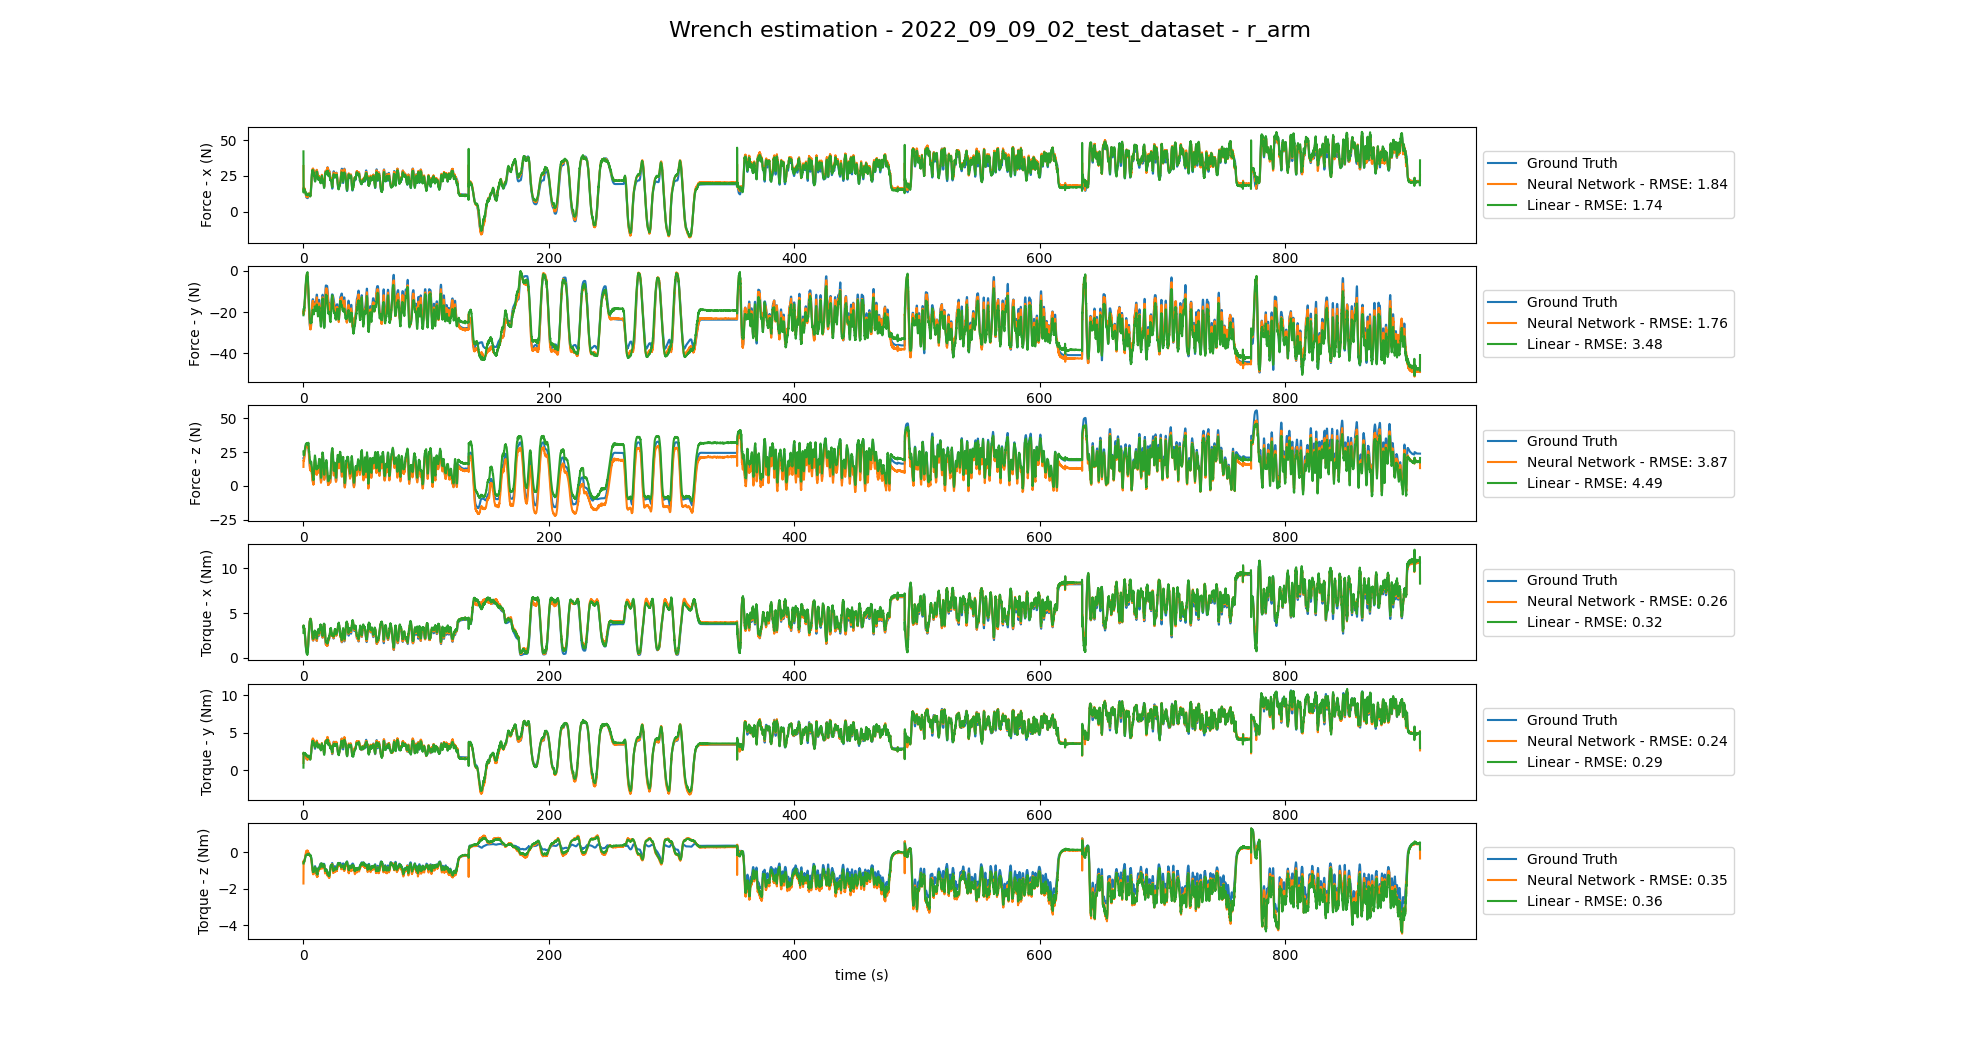 Wrench estimation - 2022_09_09_02_test_dataset - r_arm
Force - x (N)
50
25
0
0 200 400 600 800
Ground Truth
Neural Network - RMSE: 1.84
Linear - RMSE: 1.74
Force - y (N)
0
−20
−40
0 200 400 600 800
Ground Truth
Neural Network - RMSE: 1.76
Linear - RMSE: 3.48
Force - z (N)
50
25
0
−25
0 200 400 600 800
Ground Truth
Neural Network - RMSE: 3.87
Linear - RMSE: 4.49
Torque - x (Nm)
10
5
0
0 200 400 600 800
Ground Truth
Neural Network - RMSE: 0.26
Linear - RMSE: 0.32
Torque - y (Nm)
10
5
0
0 200 400 600 800
Ground Truth
Neural Network - RMSE: 0.24
Linear - RMSE: 0.29
Torque - z (Nm)
0
−2
−4
0 200 400 600 800
time (s)
Ground Truth
Neural Network - RMSE: 0.35
Linear - RMSE: 0.36